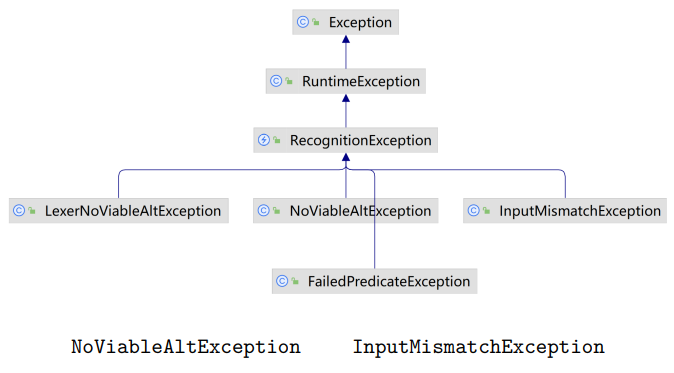 Exception
RuntimeException
RecognitionException
LexerNoViableAltException NoViableAltException InputMismatchException
FailedPredicateException
NoViableAltException InputMismatchException